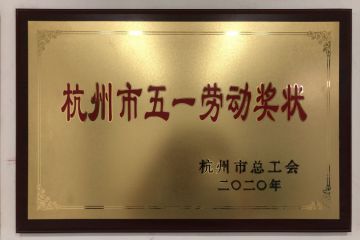 杭州市五一劳动奖状
杭州市总工会
二〇二〇年